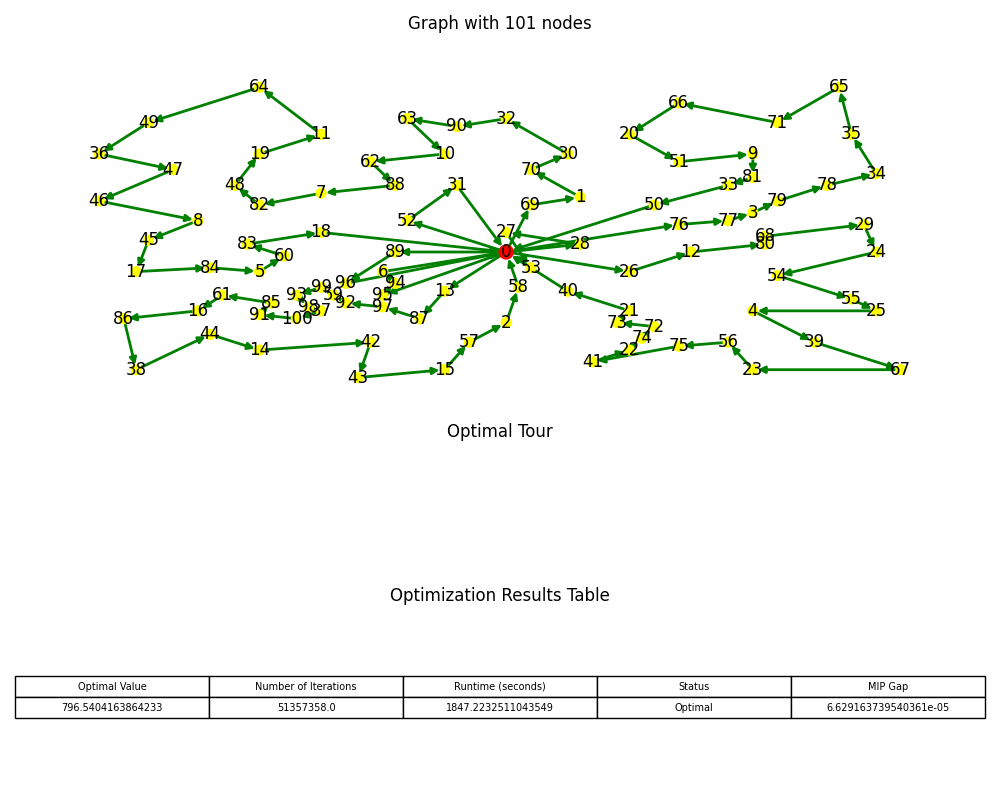 Graph with 101 nodes
64 65
66
63 32
49 90 71
11 20 35
36 19 10 30 9
62 51
47 70 34
81
48 88 31 33 78
7 1
46 79
82 69 50
3
8 52 77
76 29
18 27 68
45 83 28 80
89 0 12 24
60
84 53
17 5 6 26 54
96 94
99
13 40
61 93 59 95 55
85 92
98 97
16 37 21 4 25
91
86 100 87
2 73
72
44 74
42 57 56 39
75
14 22
41
38 15 23 67
43
Optimal Tour
Optimization Results Table
Optimal Value Number of Iterations Runtime (seconds) Status MIP Gap
796.5404163864233 51357358.0 1847.2232511043549 Optimal 6.629163739540361e-05